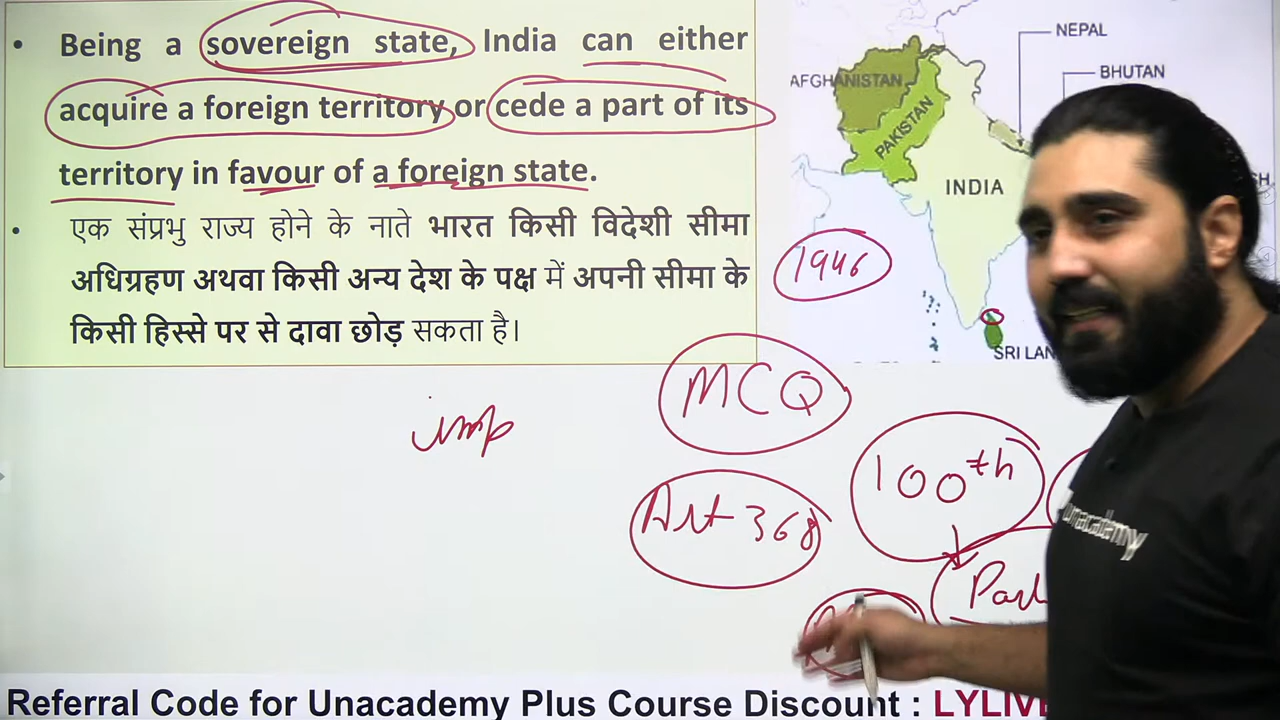 • Being a sovereign state, India can either
acquire a foreign territory or cede a part of its
territory in favour of a foreign state.
• एक संप्रभु राज्य होने के नाते भारत किसी विदेशी सीमा
अधिग्रहण अथवा किसी अन्य देश के पक्ष में अपनी सीमा के
किसी हिस्से पर से दावा छोड़ सकता है।
NEPAL
BHUTAN
AFGHANISTAN
PAKISTAN
INDIA
1946
SRI LAN
MCQ
imp
100th
Art 368
unacademy
Referral Code for Unacademy Plus Course Discount : LYLIVE